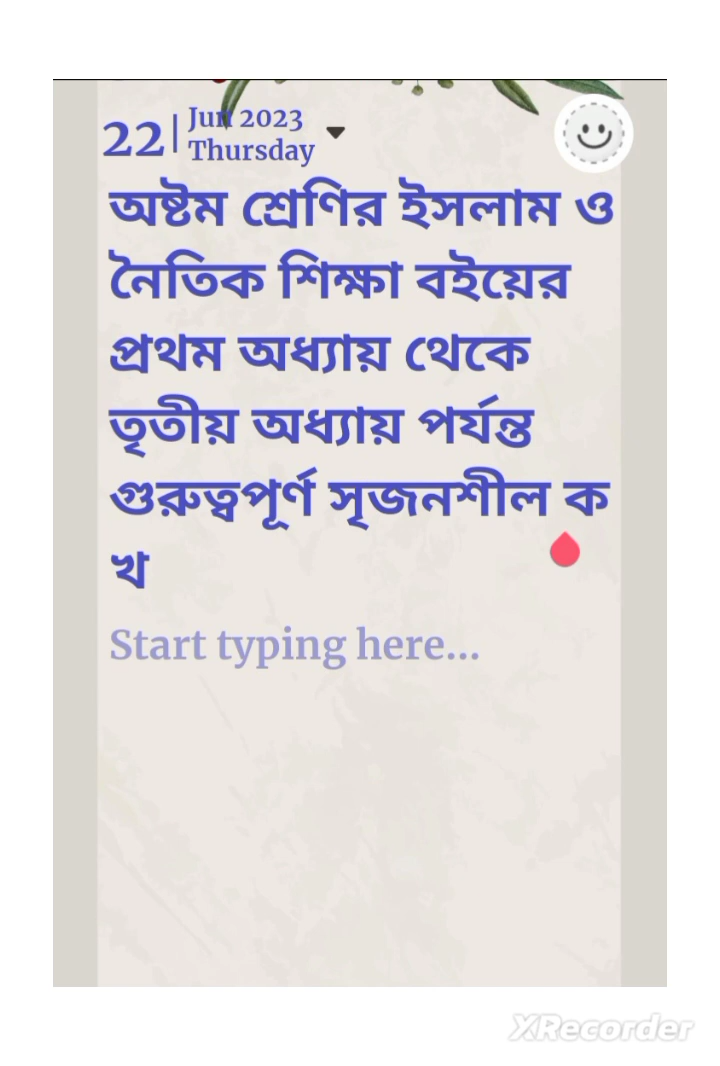 22 | Jun 2023
Thursday
অষ্টম শ্রেণির ইসলাম ও
নৈতিক শিক্ষা বইয়ের
প্রথম অধ্যায় থেকে
তৃতীয় অধ্যায় পর্যন্ত
গুরুত্বপূর্ণ সৃজনশীল ক
খ
Start typing here...
XRecorder